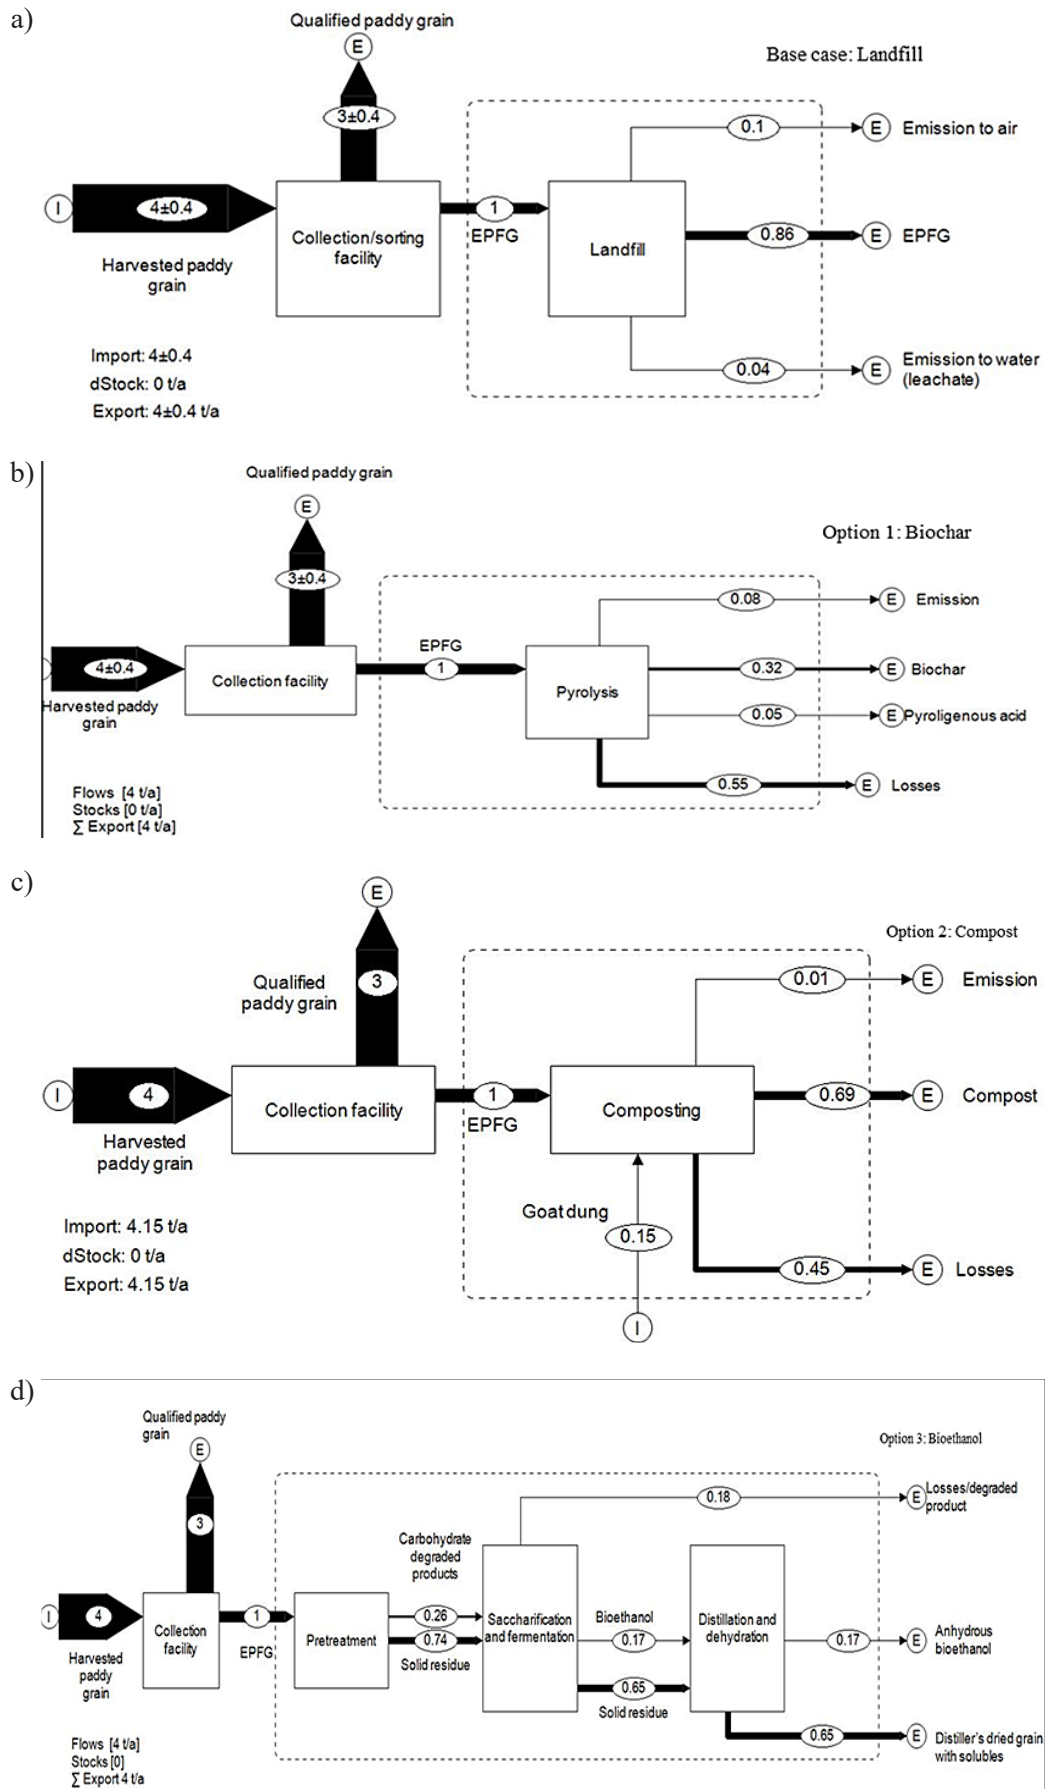 a)
Qualified paddy grain
E
Base case: Landfill
3±0.4
0.1
E
Emission to air
I
4±0.4
1
EPFG
Collection/sorting
facility
Landfill
0.86
E
EPFG
Harvested paddy
grain
Import: 4±0.4
dStock: 0 t/a
Export: 4±0.4 t/a
0.04
E
Emission to water
(leachate)
b)
Qualified paddy grain
E
Option 1: Biochar
3±0.4
0.08
E
Emission
EPFG
4±0.4
1
0.32
E
Biochar
Collection facility
Pyrolysis
Harvested paddy
grain
0.05
E
Pyroligenous acid
0.55
E
Losses
Flows [4 t/a]
Stocks [0 t/a]
∑ Export [4 t/a]
c)
E
Option 2: Compost
Qualified
paddy grain
3
0.01
E
Emission
I
4
1
EPFG
Collection facility
Composting
0.69
E
Compost
Harvested
paddy grain
Goat dung
0.15
Import: 4.15 t/a
dStock: 0 t/a
Export: 4.15 t/a
0.45
E
Losses
I
d)
Qualified paddy
grain
E
Option 3: Bioethanol
3
0.18
E
Losses/degraded
product
Carbohydrate
degraded
products
I
4
1
EPFG
Collection
facility
Pretreatment
0.26
0.74
Solid residue
Saccharification
and fermentation
Bioethanol
0.17
0.65
Solid residue
Distillation and
dehydration
0.17
E
Anhydrous
bioethanol
Harvested
paddy
grain
0.65
E
Distiller's dried grain
with solubles
Flows [4 t/a]
Stocks [0]
∑ Export 4 t/a